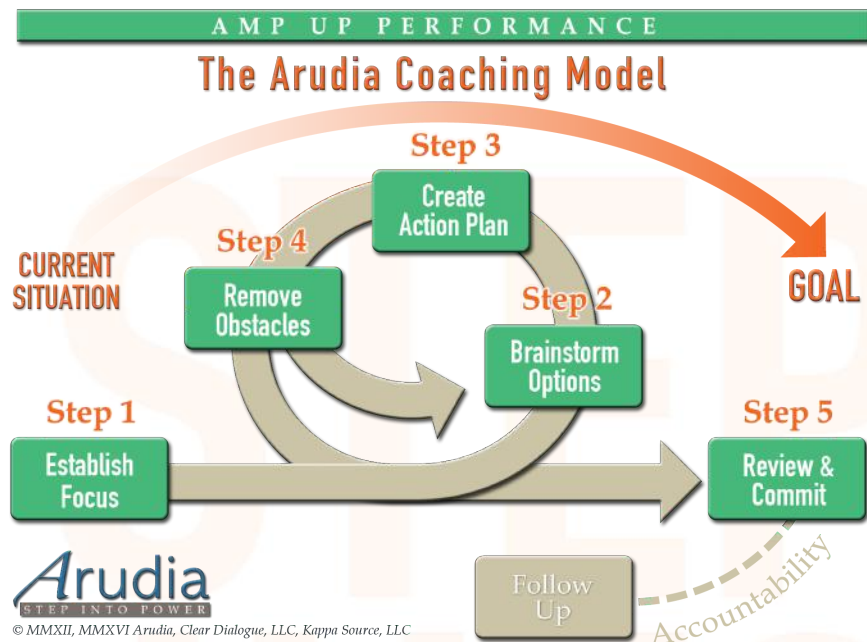 AMP UP PERFORMANCE
The Arudia Coaching Model
Step 3
Create
Action Plan
Step 4
Remove
Obstacles
CURRENT
SITUATION
GOAL
Step 2
Brainstorm
Options
Step 1
Establish
Focus
Step 5
Review &
Commit
Follow
Up
Accountability
Arudia
STEP INTO POWER
© MMXII, MMXVI Arudia, Clear Dialogue, LLC, Kappa Source, LLC
STEP